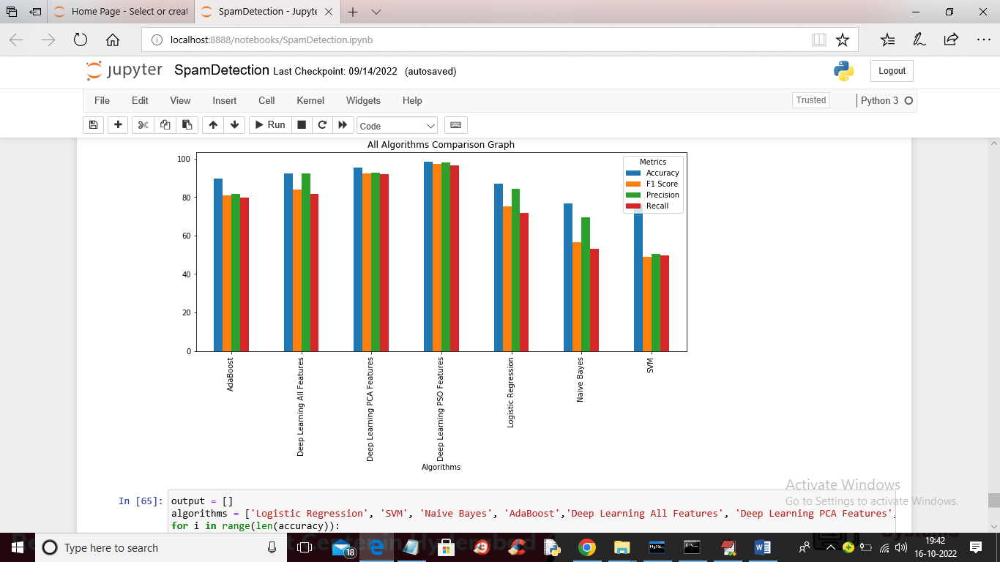 Home Page - Select or creat
SpamDetection - Jupyte
localhost:8888/notebooks/SpamDetection.ipynb
jupyter SpamDetection Last Checkpoint: 09/14/2022 (autosaved)
Logout
File Edit View Insert Cell Kernel Widgets Help
Trusted
Python 3
Run
Code
All Algorithms Comparison Graph
100
80
60
40
20
0
Metrics
Accuracy
F1 Score
Precision
Recall
AdaBoost
Deep Learning All Features
Deep Learning PCA Features
Deep Learning PSO Features
Logistic Regression
Naive Bayes
SVM
Algorithms
In [65]: output = []
algorithms = ['Logistic Regression', 'SVM', 'Naive Bayes', 'AdaBoost','Deep Learning All Features', 'Deep Learning PCA Features',
for i in range(len(accuracy)):
Activate Windows
Go to Settings to activate Windows.
Type here to search
18
19:42
16-10-2022